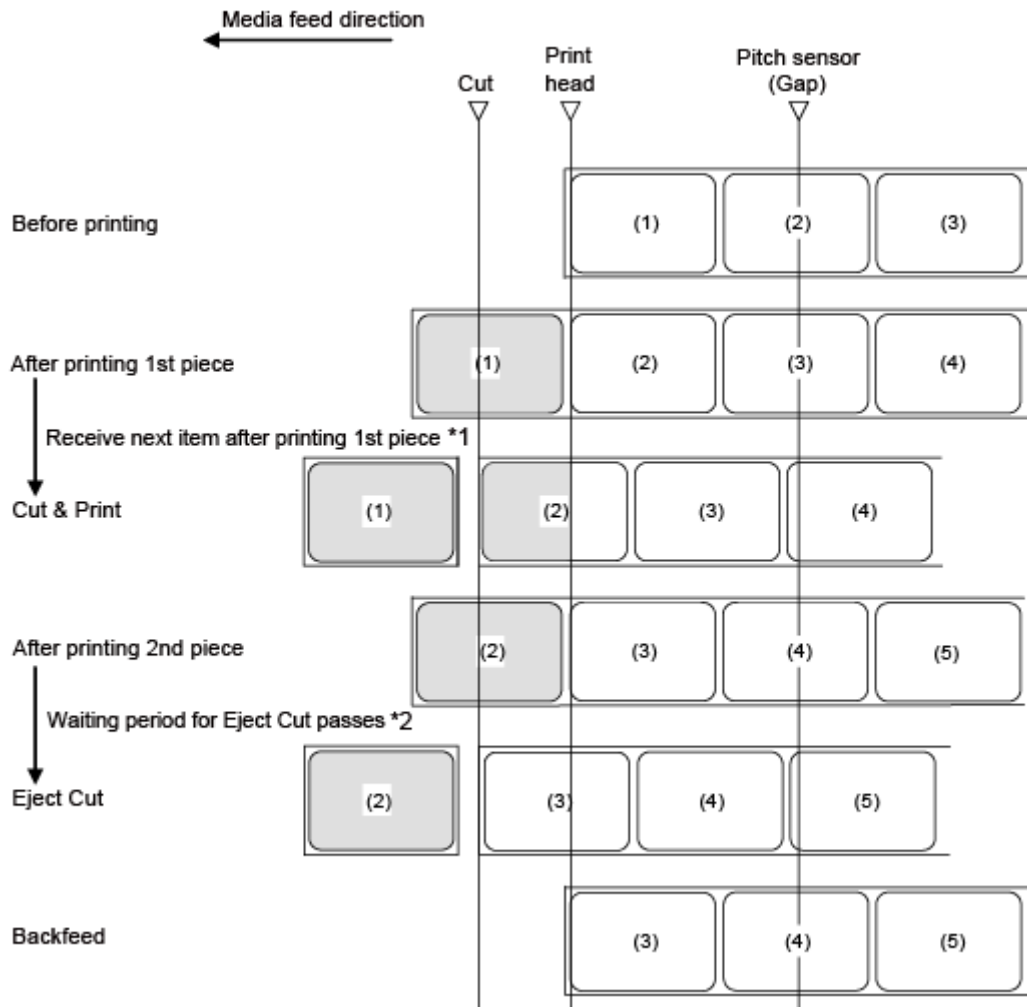 Media feed direction
Cut
Print
head
Pitch sensor
(Gap)
Before printing
(1)
(2)
(3)
After printing 1st piece
(1)
(2)
(3)
(4)
Receive next item after printing 1st piece *1
Cut & Print
(1)
(2)
(3)
(4)
After printing 2nd piece
(2)
(3)
(4)
(5)
Waiting period for Eject Cut passes *2
Eject Cut
(2)
(3)
(4)
(5)
Backfeed
(3)
(4)
(5)